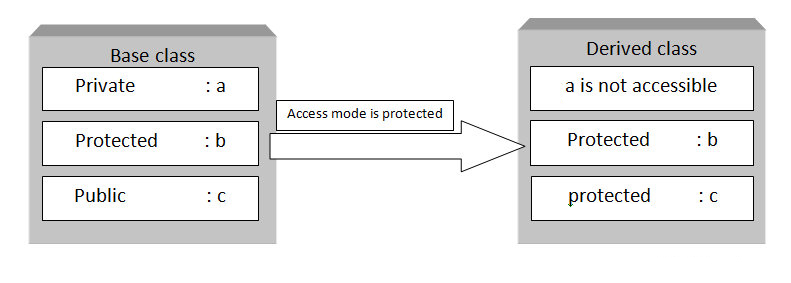 Base class
Private : a
Protected : b
Public : c
Access mode is protected
Derived class
a is not accessible
Protected : b
protected : c